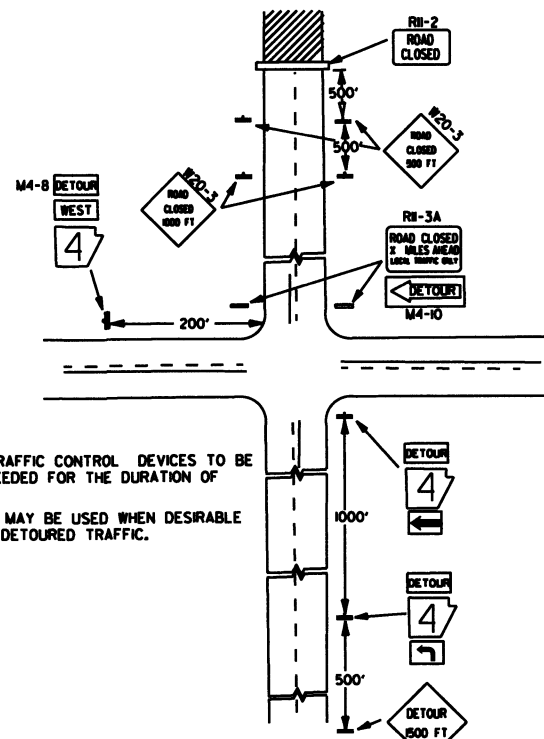 R11-2
ROAD
CLOSED
500'
W20-3
ROAD
CLOSED
500 FT
500'
M4-8 DETOUR
WEST
4
W20-3
ROAD
CLOSED
1000 FT
R11-3A
ROAD CLOSED
X MILES AHEAD
LOCAL TRAFFIC ONLY
DETOUR
M4-10
200'
RAFFIC CONTROL DEVICES TO BE
EEDED FOR THE DURATION OF
MAY BE USED WHEN DESIRABLE
DETOURED TRAFFIC.
DETOUR
4
1000'
DETOUR
4
500'
DETOUR
1500 FT